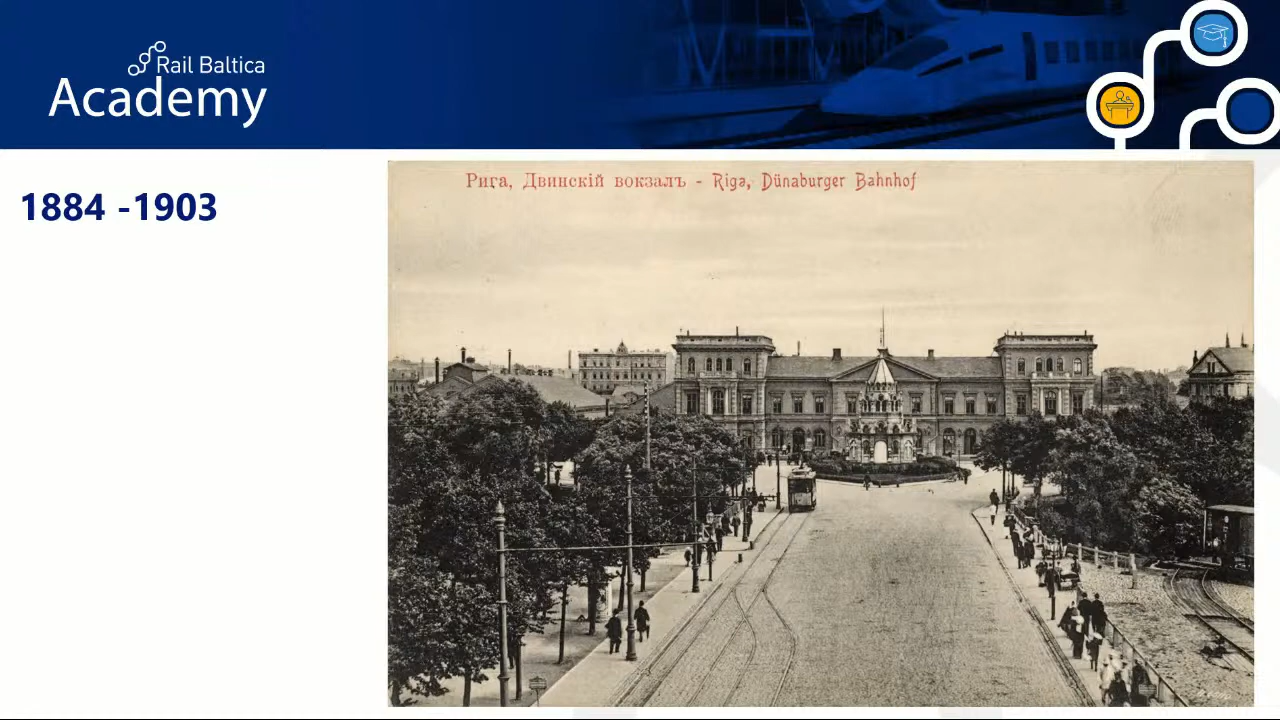 Rail Baltica
Academy
1884 -1903
Рига, Двинскій вокзалъ - Riga, Dünaburger Bahnhof